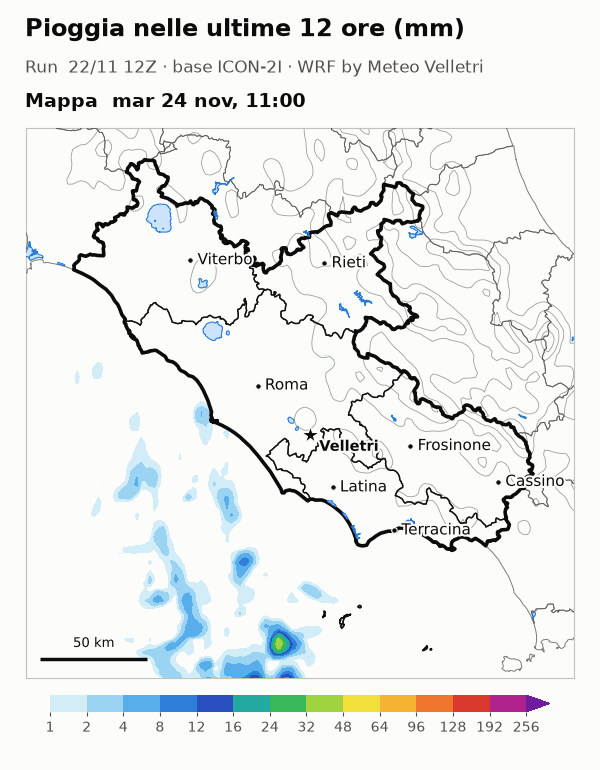 Pioggia nelle ultime 12 ore (mm)
Run 22/11 12Z · base ICON-2I · WRF by Meteo Velletri
Mappa mar 24 nov, 11:00
Viterbo
Rieti
Roma
Velletri
Frosinone
Latina
Cassino
Terracina
50 km
1 2 4 8 12 16 24 32 48 64 96 128 192 256